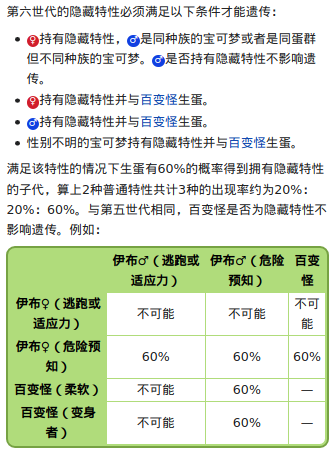 第六世代的隐藏特性必须满足以下条件才能遗传：
• ♀持有隐藏特性，♂是同种族的宝可梦或者是同蛋群
但不同种族的宝可梦。♂是否持有隐藏特性不影响遗
传。
• ♀持有隐藏特性并与百变怪生蛋。
• ♂持有隐藏特性并与百变怪生蛋。
• 性别不明的宝可梦持有隐藏特性并与百变怪生蛋。
满足该特性的情况下生蛋有60%的概率得到拥有隐藏特性
的子代，算上2种普通特性共计3种的出现率约为20%：
20%：60%。与第五世代相同，百变怪是否为隐藏特性不
影响遗传。例如：
伊布♂（逃跑或 伊布♂（危险 百变
适应力） 预知） 怪
伊布♀（逃跑或 不可能 不可能 不可
适应力） 能
伊布♀（危险预 60% 60% 60%
知）
百变怪（柔软） 不可能 60% —
百变怪（变身 不可能 60% —
者）